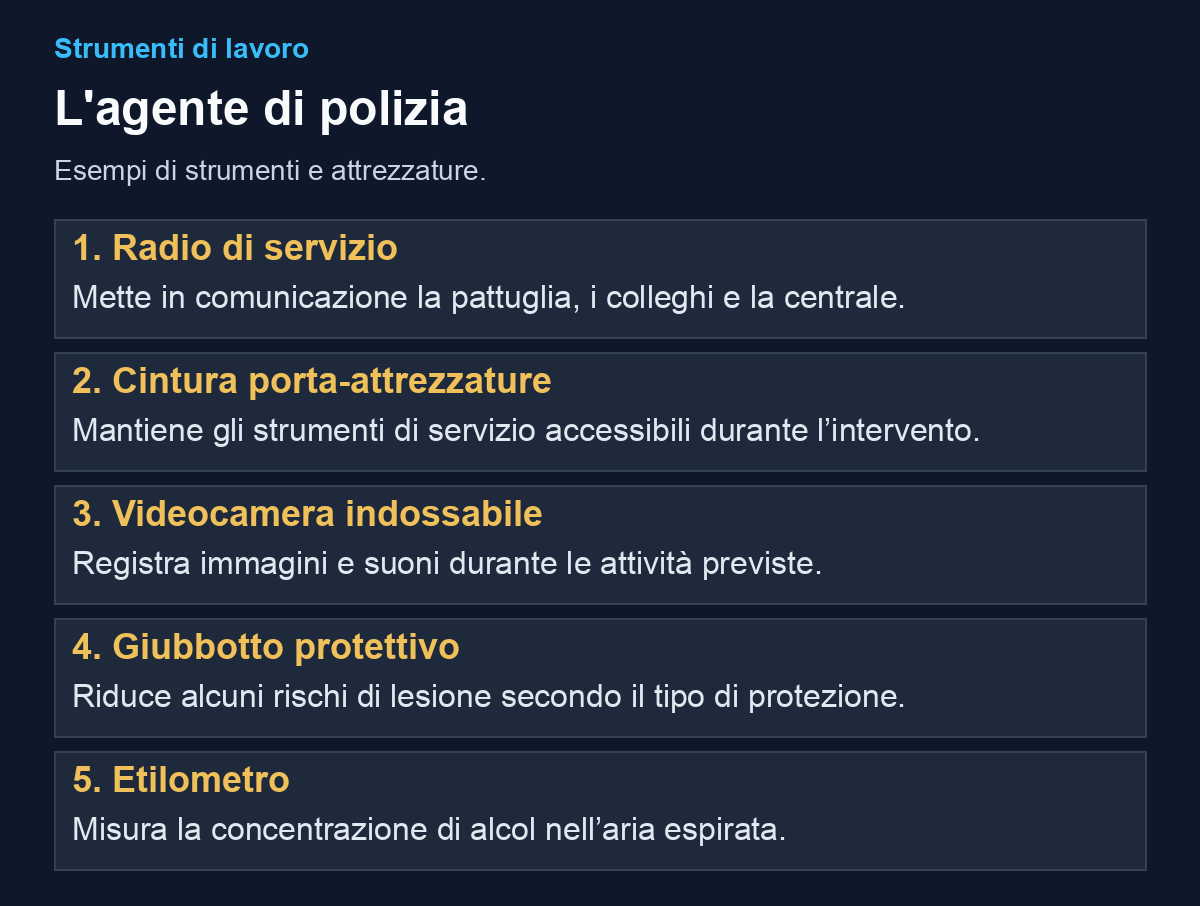 Strumenti di lavoro
L'agente di polizia
Esempi di strumenti e attrezzature.
1. Radio di servizio
Mette in comunicazione la pattuglia, i colleghi e la centrale.
2. Cintura porta-attrezzature
Mantiene gli strumenti di servizio accessibili durante l’intervento.
3. Videocamera indossabile
Registra immagini e suoni durante le attività previste.
4. Giubbotto protettivo
Riduce alcuni rischi di lesione secondo il tipo di protezione.
5. Etilometro
Misura la concentrazione di alcol nell’aria espirata.